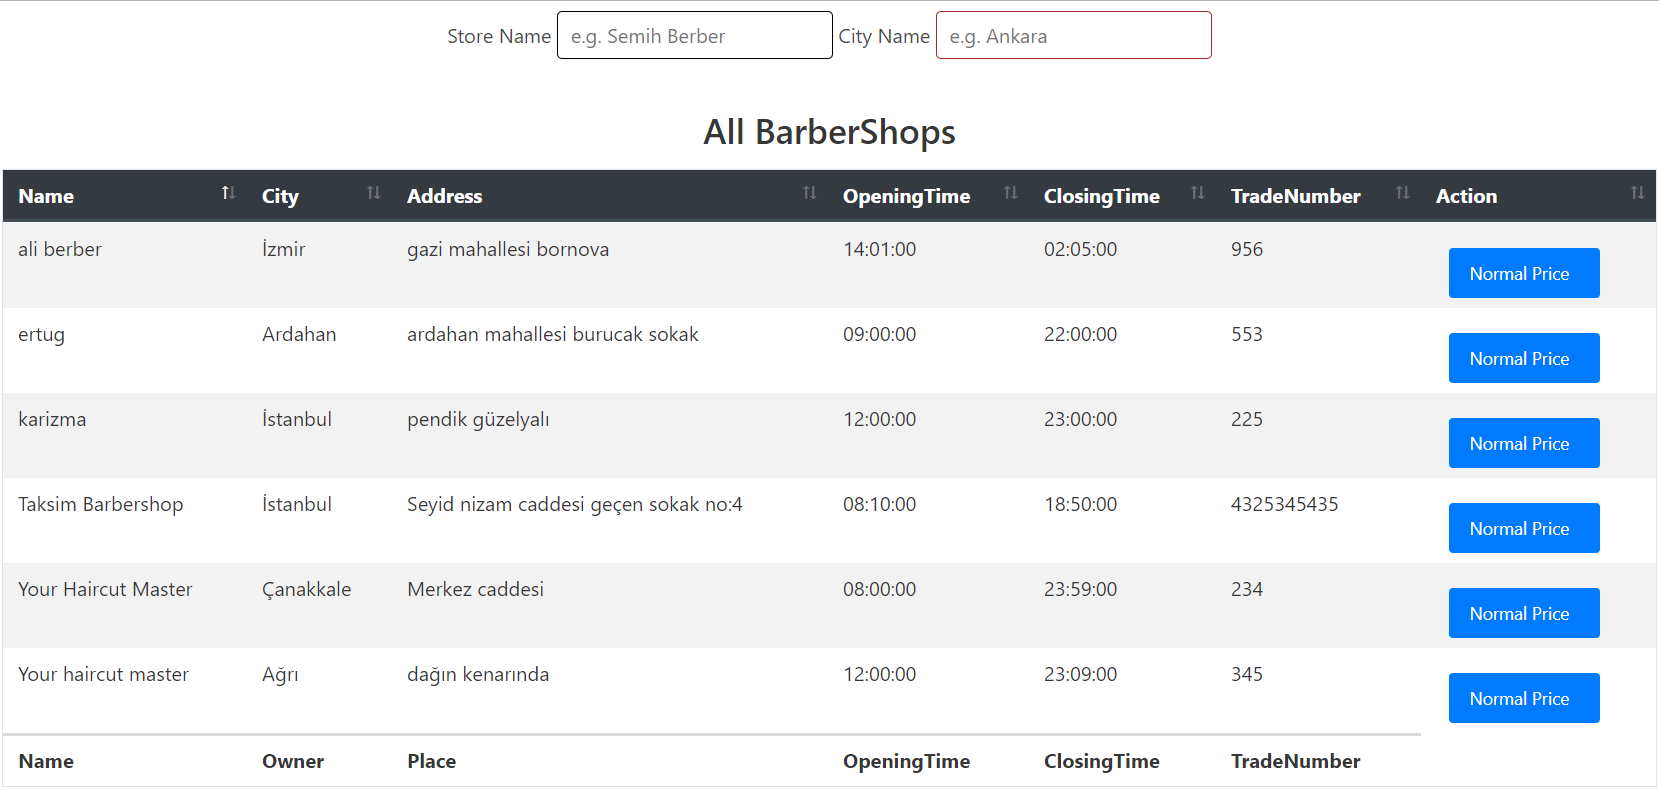 Store Name e.g. Semih Berber City Name e.g. Ankara
All BarberShops
Name City Address OpeningTime ClosingTime TradeNumber Action
ali berber İzmir gazi mahallesi bornova 14:01:00 02:05:00 956 Normal Price
ertug Ardahan ardahan mahallesi burucak sokak 09:00:00 22:00:00 553 Normal Price
karizma İstanbul pendik güzelyalı 12:00:00 23:00:00 225 Normal Price
Taksim Barbershop İstanbul Seyid nizam caddesi geçen sokak no:4 08:10:00 18:50:00 4325345435 Normal Price
Your Haircut Master Çanakkale Merkez caddesi 08:00:00 23:59:00 234 Normal Price
Your haircut master Ağrı dağın kenarında 12:00:00 23:09:00 345 Normal Price
Name Owner Place OpeningTime ClosingTime TradeNumber